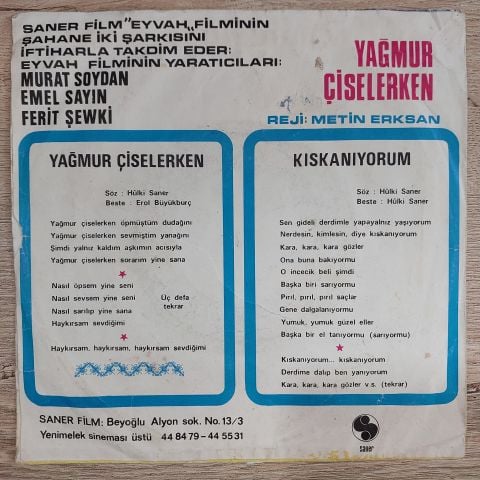 SANER FİLM "EYVAH,, FİLMİNİN
ŞAHANE İKİ ŞARKISINI
İFTİHARLA TAKDİM EDER:
EYVAH FİLMİNİN YARATICILARI:
MURAT SOYDAN
EMEL SAYIN
FERİT ŞEWKİ
YAĞMUR
ÇİSELERKEN
REJİ: METİN ERKSAN
YAĞMUR ÇİSELERKEN
Söz : Hülki Saner
Beste : Erol Büyükburç
Yağmur çiselerken öpmüştüm dudağını
Yağmur çiselerken sevmiştim yanağını
Şimdi yalnız kaldım aşkımın acısıyla
Yağmur çiselerken sorarım yine sana
Nasıl öpsem yine seni
Nasıl sevsem yine seni
Nasıl sarılıp yine sana
Haykırsam sevdiğimi
Üç defa
tekrar
Haykırsam, haykırsam, haykırsam sevdiğimi
KISKANIYORUM
Söz : Hülki Saner
Beste : Hülki Saner
Sen gideli derdimle yapayalnız yaşıyorum
Nerdesin, kimlesin, diye kıskanıyorum
Kara, kara, kara gözler
Ona buna bakıyormu
O incecik beli şimdi
Başka biri sarıyormu
Pırıl, pırıl, pırıl saçlar
Gene dalgalanıyormu
Yumuk, yumuk güzel eller
Başka bir el tanıyormu (sarıyormu)
Kıskanıyorum... kıskanıyorum
Derdime dalıp ben yanıyorum
Kara, kara, kara gözler v.s. (tekrar)
SANER FİLM: Beyoğlu Alyon sok. No. 13/3
Yenimelek sineması üstü 44 84 79 - 44 55 31
saner